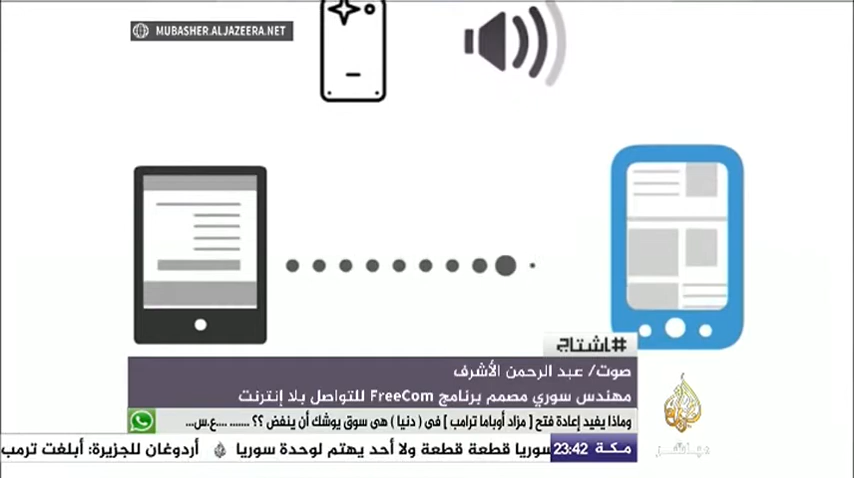 MUBASHER.ALJAZEERA.NET
#اشتاج
صوت/ عبد الرحمن الأشرف
مهندس سوري مصمم برنامج FreeCom للتواصل بلا إنترنت
وماذا يفيد إعادة فتح [ مزاد أوباما ترامب ] فى ( دنيا ) هى سوق يوشك أن ينفض ؟؟ ....... ....ع.س...
مكة 23:42
سوريا قطعة قطعة ولا أحد يهتم لوحدة سوريا أردوغان للجزيرة: أبلغت ترمب
مباشر